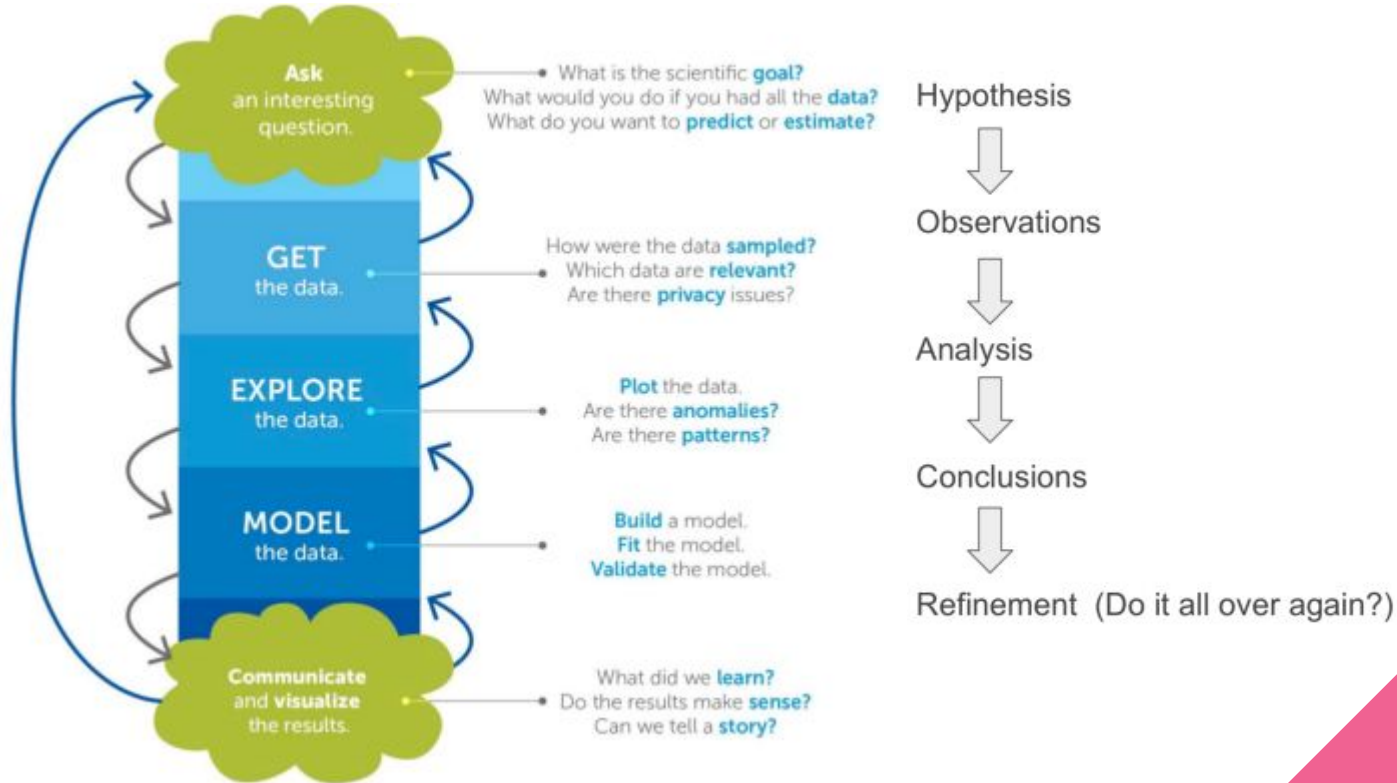 Ask
an interesting
question.
What is the scientific goal?
What would you do if you had all the data?
What do you want to predict or estimate?
Hypothesis
GET
the data.
How were the data sampled?
Which data are relevant?
Are there privacy issues?
Observations
EXPLORE
the data.
Plot the data.
Are there anomalies?
Are there patterns?
Analysis
MODEL
the data.
Build a model.
Fit the model.
Validate the model.
Conclusions
Refinement (Do it all over again?)
Communicate
and visualize
the results.
What did we learn?
Do the results make sense?
Can we tell a story?